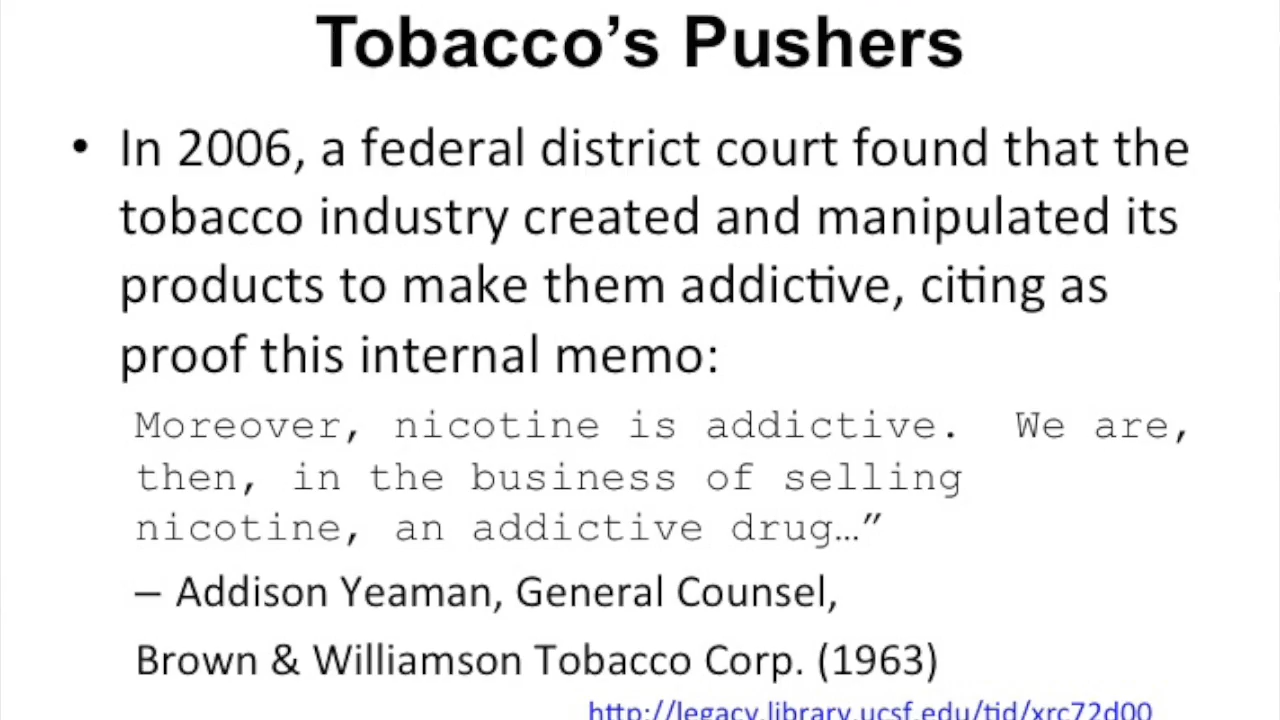 Tobacco’s Pushers
• In 2006, a federal district court found that the
tobacco industry created and manipulated its
products to make them addictive, citing as
proof this internal memo:
Moreover, nicotine is addictive.  We are,
then, in the business of selling
nicotine, an addictive drug…”
– Addison Yeaman, General Counsel,
Brown & Williamson Tobacco Corp. (1963)
http://legacy.library.ucsf.edu/tid/xrc72d00